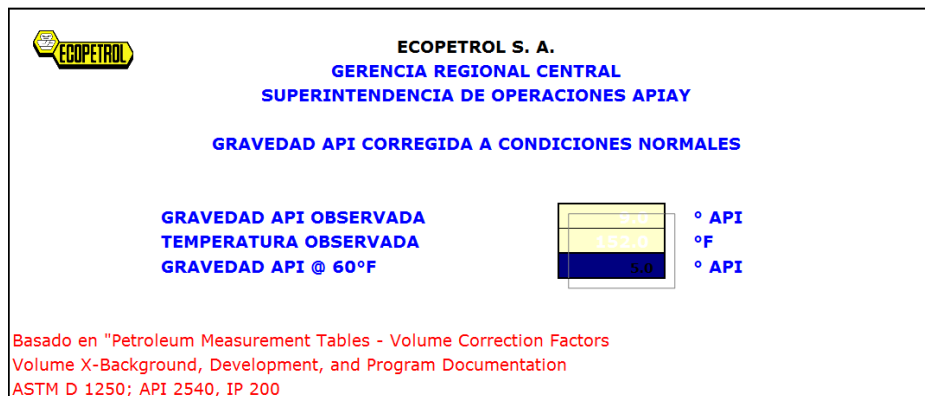 ECOPETROL
ECOPETROL S. A.
GERENCIA REGIONAL CENTRAL
SUPERINTENDENCIA DE OPERACIONES APIAY
GRAVEDAD API CORREGIDA A CONDICIONES NORMALES
GRAVEDAD API OBSERVADA ° API
TEMPERATURA OBSERVADA 152.0 °F
GRAVEDAD API @ 60°F 5.0 ° API
Basado en "Petroleum Measurement Tables - Volume Correction Factors
Volume X-Background, Development, and Program Documentation
ASTM D 1250; API 2540, IP 200